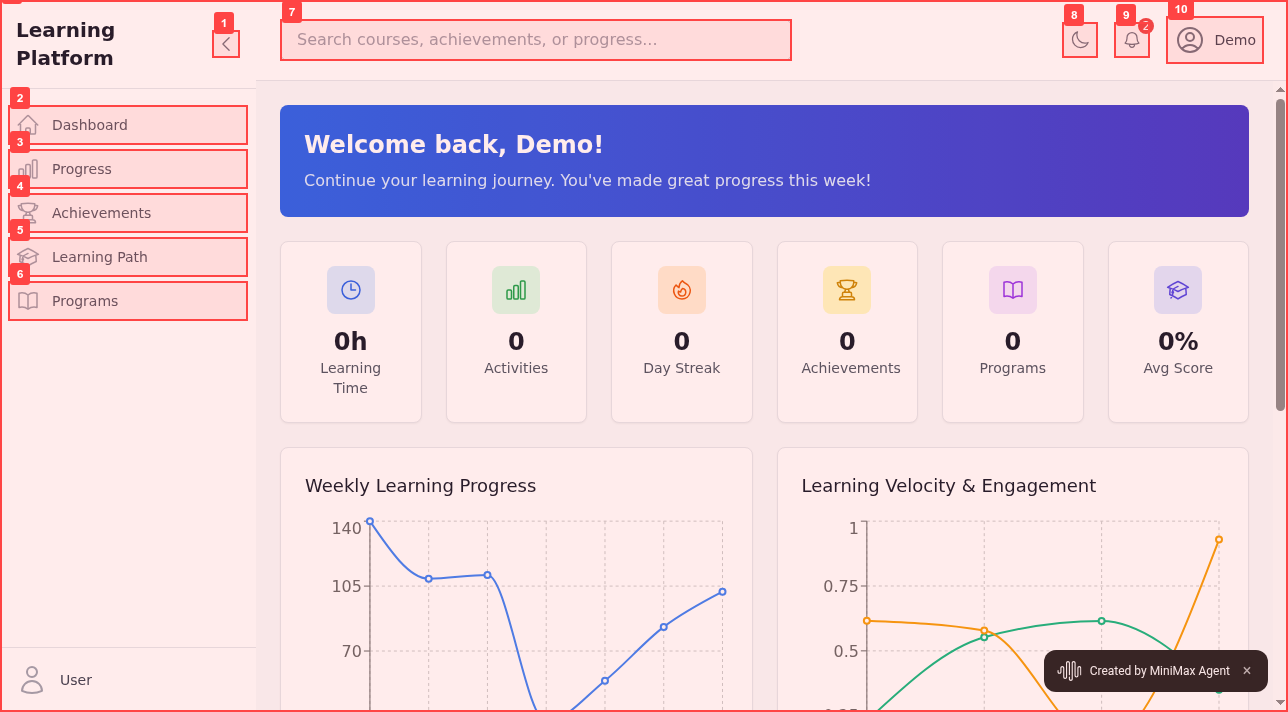 Learning
Platform
1
7
Search courses, achievements, or progress...
8
9
2
10
Demo
2
Dashboard
3
Progress
4
Achievements
5
Learning Path
6
Programs
User
Welcome back, Demo!
Continue your learning journey. You've made great progress this week!
0h
Learning
Time
0
Activities
0
Day Streak
0
Achievements
0
Programs
0%
Avg Score
Weekly Learning Progress
140
105
70
Learning Velocity & Engagement
1
0.75
0.5
Created by MiniMax Agent
×